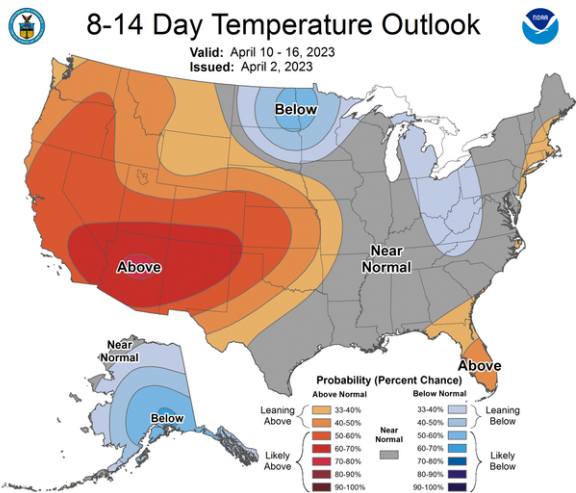 8-14 Day Temperature Outlook
NOAA
Valid: April 10 - 16, 2023
Issued: April 2, 2023
Below
Above
Near
Normal
Above
Near
Normal
Below
Probability (Percent Chance)
Above Normal
Below Normal
Leaning
Above
33-40%
40-50%
Likely
Above
50-60%
60-70%
70-80%
80-90%
90-100%
Near
Normal
33-40%
40-50%
Leaning
Below
50-60%
60-70%
70-80%
80-90%
90-100%
Likely
Below